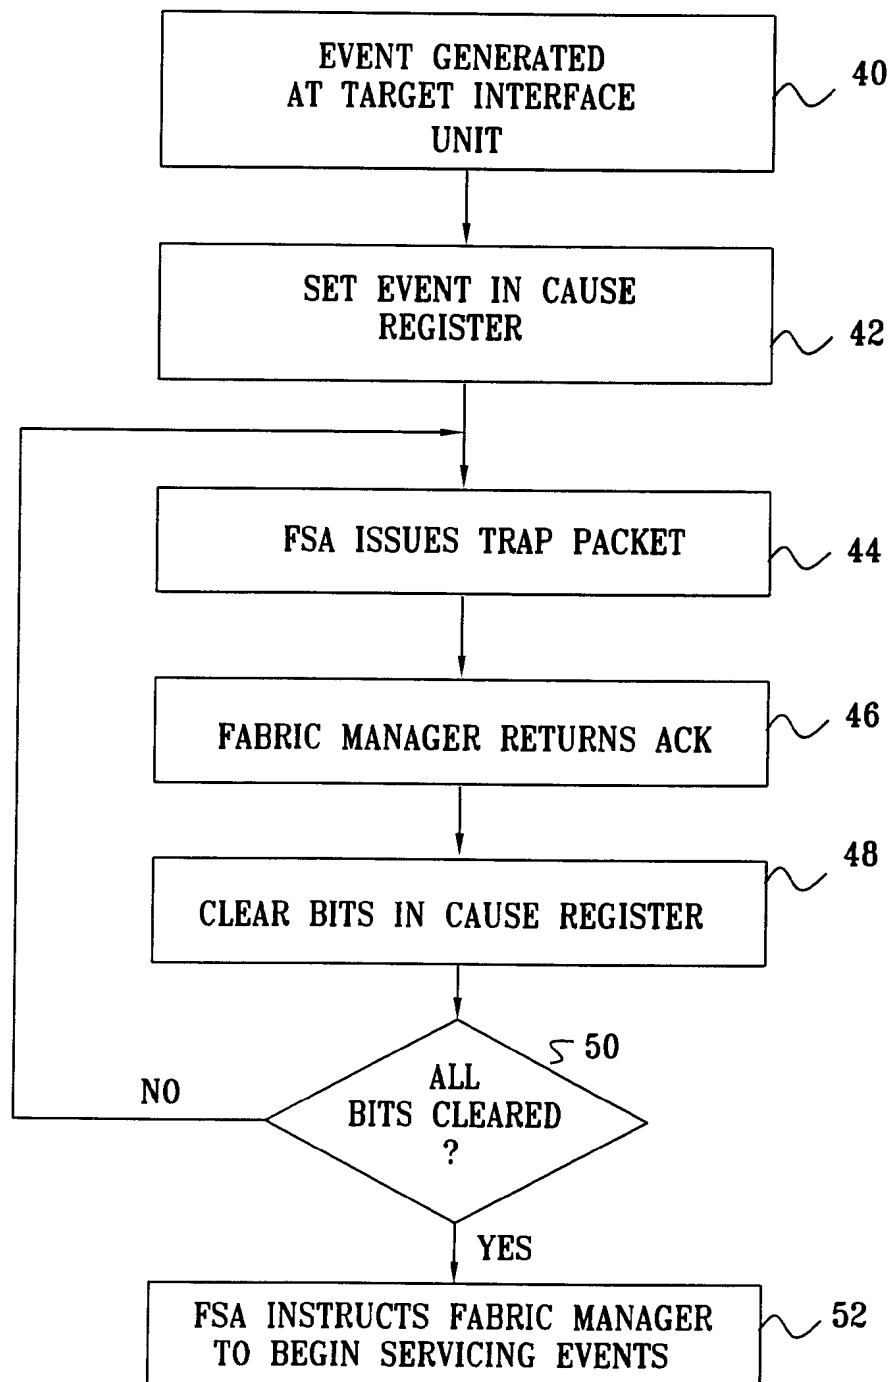 EVENT GENERATED
AT TARGET INTERFACE
UNIT
40
SET EVENT IN CAUSE
REGISTER
42
FSA ISSUES TRAP PACKET
44
FABRIC MANAGER RETURNS ACK
46
CLEAR BITS IN CAUSE REGISTER
48
ALL
BITS CLEARED
?
50
NO
YES
FSA INSTRUCTS FABRIC MANAGER
TO BEGIN SERVICING EVENTS
52